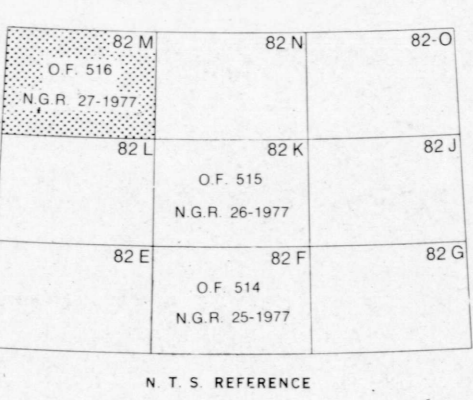 82 M 82 N 82-O
O.F. 516
N.G.R. 27-1977
82 L 82 K 82 J
O.F. 515
N.G.R. 26-1977
82 E 82 F 82 G
O.F. 514
N.G.R. 25-1977
N. T. S. REFERENCE